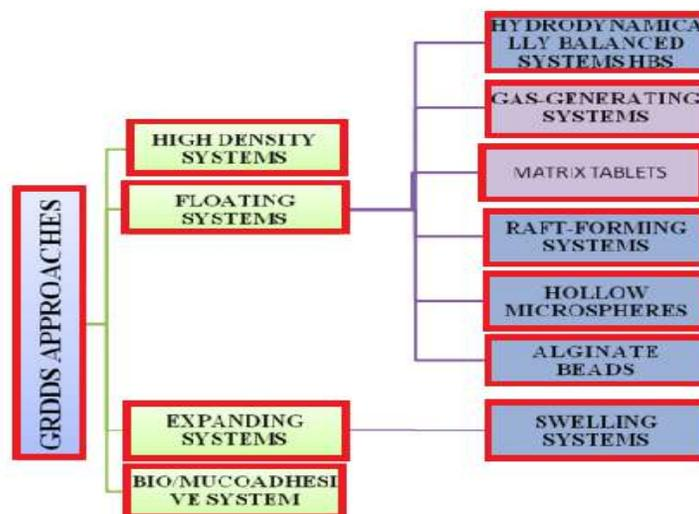 GRDDS APPROACHES
HIGH DENSITY
SYSTEMS
FLOATING
SYSTEMS
EXPANDING
SYSTEMS
BIO/MUCOADHESI
VE SYSTEM
HYDRODYNAMICA
LLY BALANCED
SYSTEMS HBS
GAS-GENERATING
SYSTEMS
MATRIX TABLETS
RAFT-FORMING
SYSTEMS
HOLLOW
MICROSPHERES
ALGINATE
BEADS
SWELLING
SYSTEMS